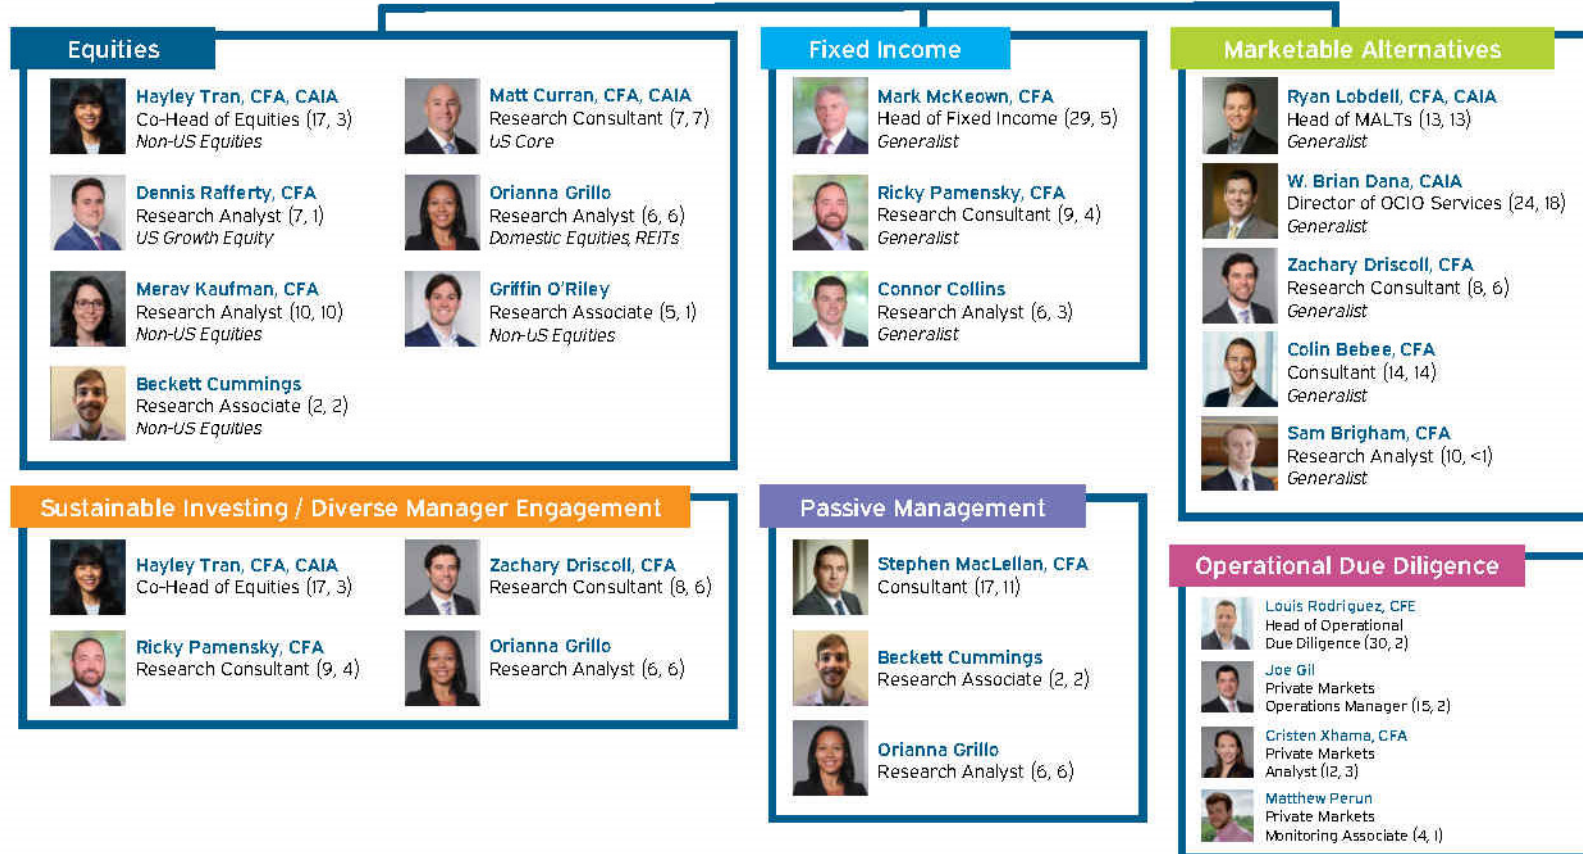 Equities
Hayley Tran, CFA, CAIA
Co-Head of Equities (17, 3)
Non-US Equities
Dennis Rafferty, CFA
Research Analyst (7, 1)
US Growth Equity
Merav Kaufman, CFA
Research Analyst (10, 10)
Non-US Equities
Beckett Cummings
Research Associate (2, 2)
Non-US Equities
Matt Curran, CFA, CAIA
Research Consultant (7, 7)
US Core
Orianna Grillo
Research Analyst (6, 6)
Domestic Equities, REITs
Griffin O'Riley
Research Associate (5, 1)
Non-US Equities
Fixed Income
Mark McKeown, CFA
Head of Fixed Income (29, 5)
Generalist
Ricky Pamensky, CFA
Research Consultant (9, 4)
Generalist
Connor Collins
Research Analyst (6, 3)
Generalist
Marketable Alternatives
Ryan Lobdell, CFA, CAIA
Head of MALTs (13, 13)
Generalist
W. Brian Dana, CAIA
Director of OCIO Services (24, 18)
Generalist
Zachary Driscoll, CFA
Research Consultant (8, 6)
Generalist
Colin Bebee, CFA
Consultant (14, 14)
Generalist
Sam Brigham, CFA
Research Analyst (10, <1)
Generalist
Sustainable Investing / Diverse Manager Engagement
Hayley Tran, CFA, CAIA
Co-Head of Equities (17, 3)
Ricky Pamensky, CFA
Research Consultant (9, 4)
Zachary Driscoll, CFA
Research Consultant (8, 6)
Orianna Grillo
Research Analyst (6, 6)
Passive Management
Stephen MacLellan, CFA
Consultant (17, 11)
Beckett Cummings
Research Associate (2, 2)
Orianna Grillo
Research Analyst (6, 6)
Operational Due Diligence
Louis Rodriguez, CFE
Head of Operational
Due Diligence (30, 2)
Joe Gil
Private Markets
Operations Manager (15, 2)
Cristen Xhama, CFA
Private Markets
Analyst (12, 3)
Matthew Perun
Private Markets
Monitoring Associate (4, 1)